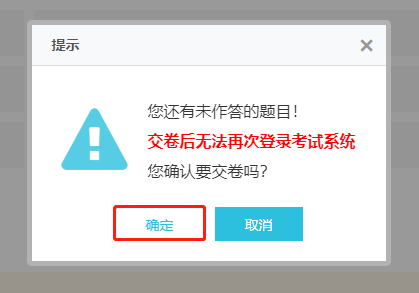 提示
您还有未作答的题目！
交卷后无法再次登录考试系统
您确认要交卷吗？
确定
取消